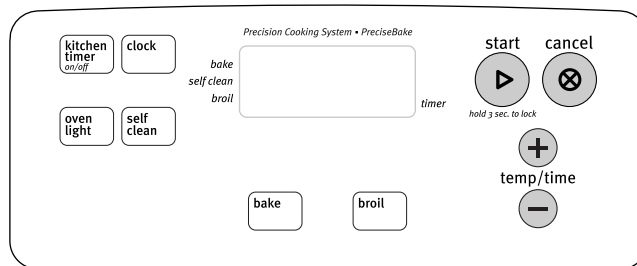 Precision Cooking System ▪ PreciseBake
kitchen
timer
on/off
clock
bake
self clean
broil
timer
start
cancel
hold 3 sec. to lock
oven
light
self
clean
temp/time
bake
broil